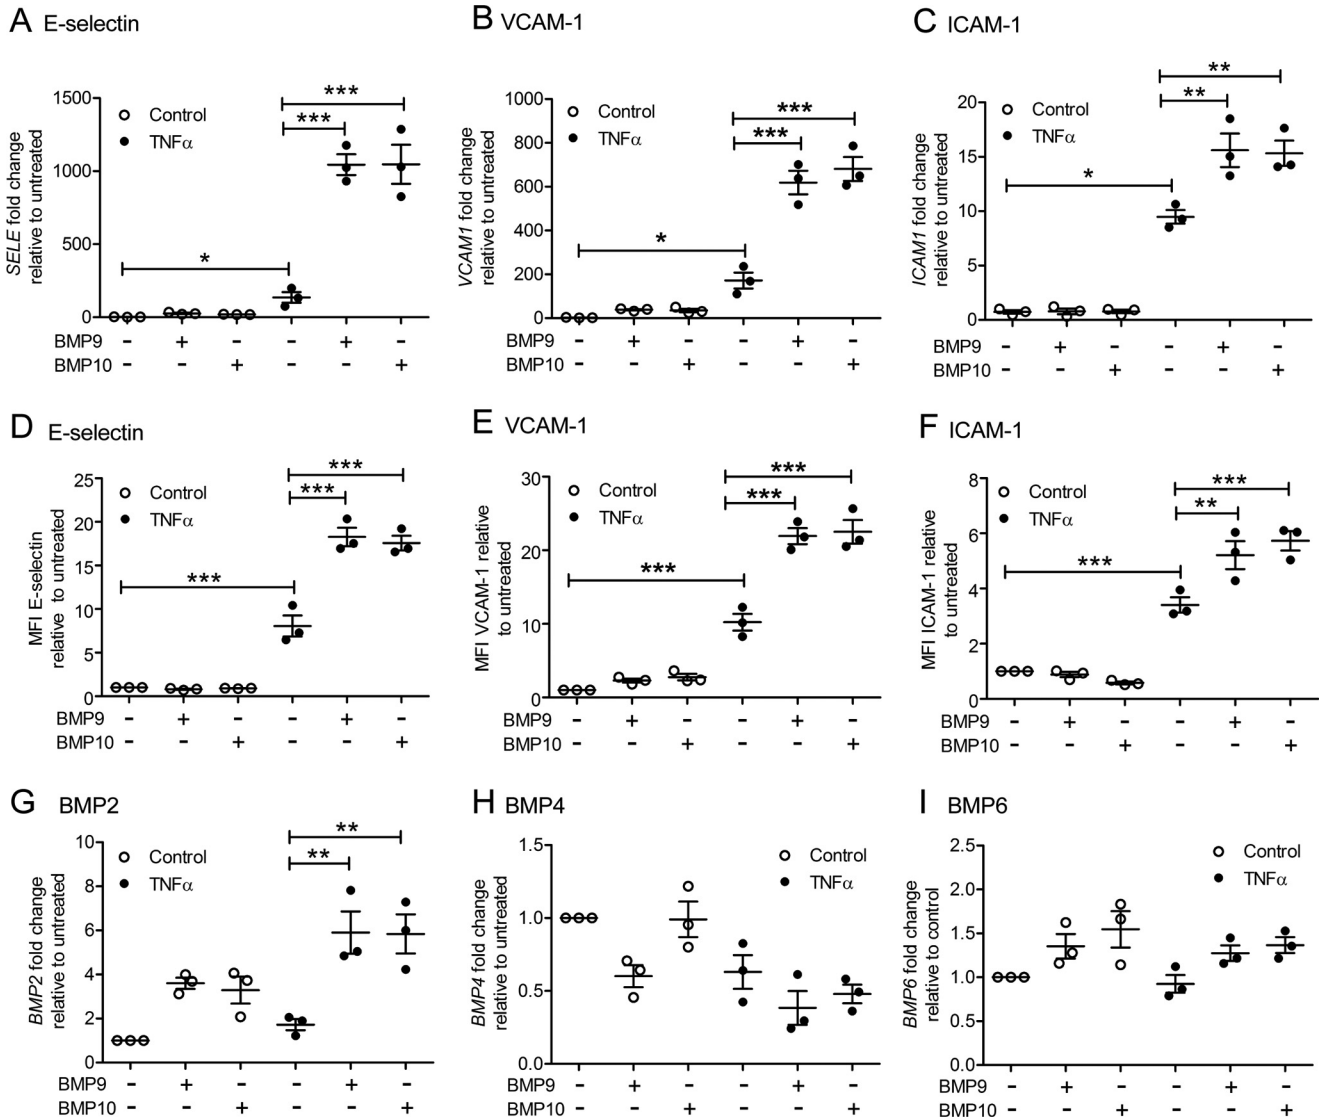 A E-selectin
SELE fold change
relative to untreated
1500
1000
500
0
Control
TNFα
***
***
*
BMP9 - + - - + -
BMP10 - - + - - +
B VCAM-1
VCAM1 fold change
relative to untreated
1000
800
600
400
200
0
Control
TNFα
***
***
*
BMP9 - + - - + -
BMP10 - - + - - +
C ICAM-1
ICAM1 fold change
relative to untreated
20
15
10
5
0
Control
TNFα
**
**
*
BMP9 - + - - + -
BMP10 - - + - - +
D E-selectin
MFI E-selectin
relative to untreated
25
20
15
10
5
0
Control
TNFα
***
***
***
BMP9 - + - - + -
BMP10 - - + - - +
E VCAM-1
MFI VCAM-1 relative
to untreated
30
20
10
0
Control
TNFα
***
***
***
BMP9 - + - - + -
BMP10 - - + - - +
F ICAM-1
MFI ICAM-1 relative
to untreated
8
6
4
2
0
Control
TNFα
***
**
***
BMP9 - + - - + -
BMP10 - - + - - +
G BMP2
BMP2 fold change
relative to untreated
10
8
6
4
2
0
Control
TNFα
**
**
BMP9 - + - - + -
BMP10 - - + - - +
H BMP4
BMP4 fold change
relative to untreated
1.5
1.0
0.5
0.0
Control
TNFα
BMP9 - + - - + -
BMP10 - - + - - +
I BMP6
BMP6 fold change
relative to control
2.5
2.0
1.5
1.0
0.5
0.0
Control
TNFα
BMP9 - + - - + -
BMP10 - - + - - +